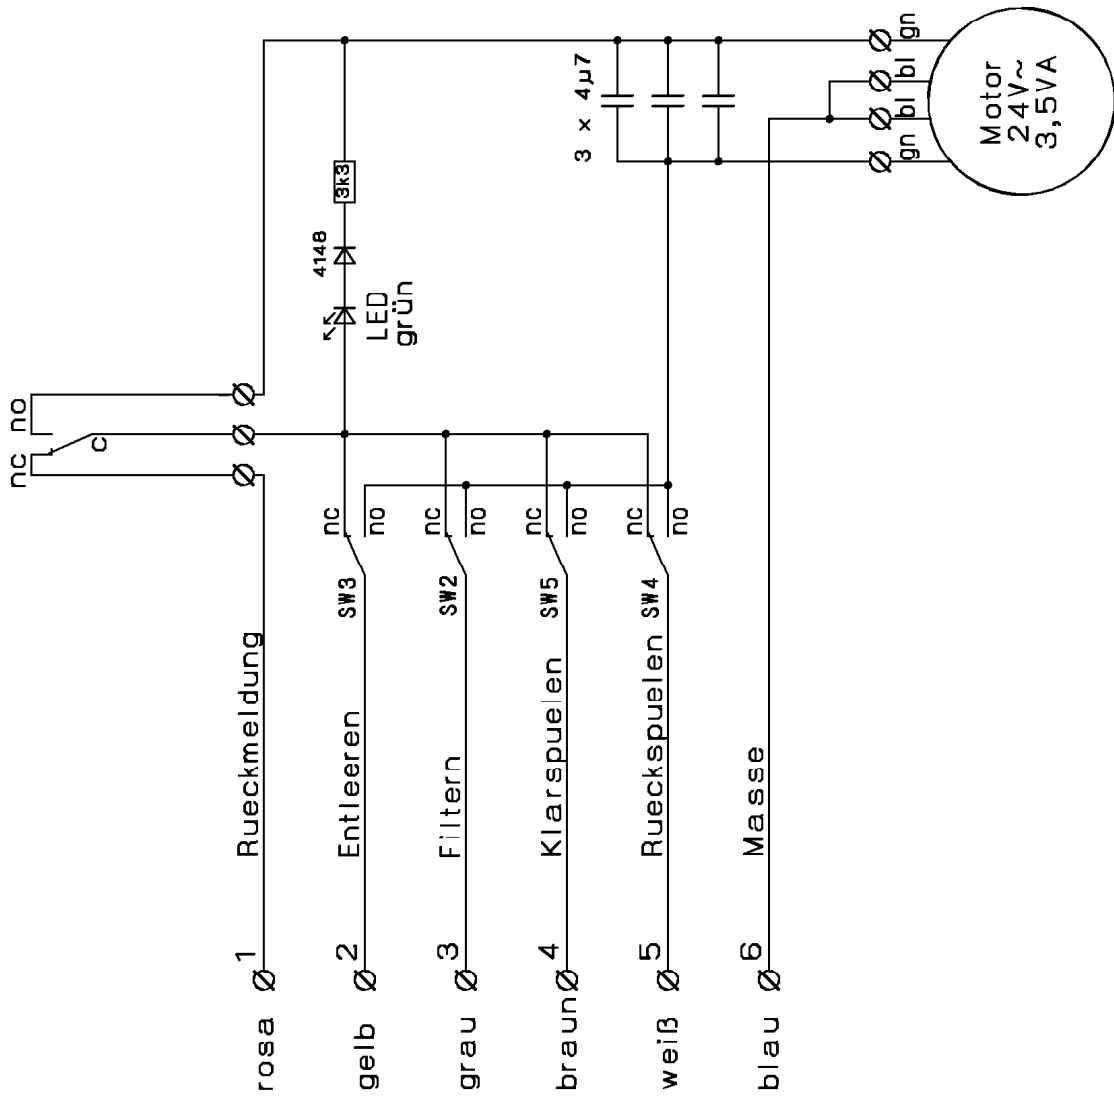 rosa 1 Rueckmeldung
gelb 2 Entleeren
grau 3 Filtern
braun 4 Klarspuelen
weiß 5 Rueckspuelen
blau 6 Masse
nc
no
c
SW3
nc
no
SW2
nc
no
SW5
nc
no
SW4
nc
no
LED
grün
4148
3k3
3 x 4µ7
gn
bl
bl
gn
Motor
24V~
3,5VA